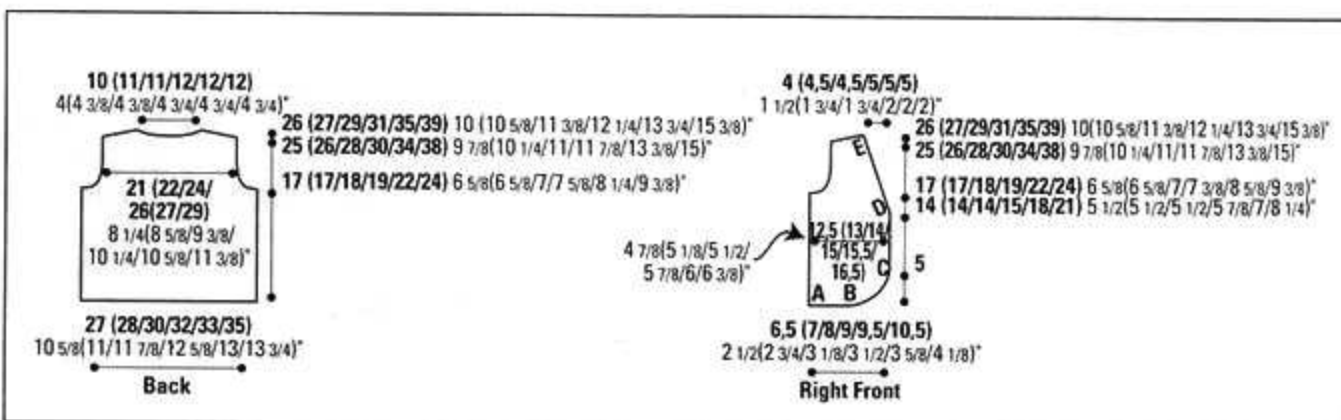 10 (11/11/12/12/12)
4(4 3/8/4 3/8/4 3/4/4 3/4/4 3/4)"
26 (27/29/31/35/39) 10 (10 5/8/11 3/8/12 1/4/13 3/4/15 3/8)"
25 (26/28/30/34/38) 9 7/8(10 1/4/11/11 7/8/13 3/8/15)"
17 (17/18/19/22/24) 6 5/8(6 5/8/7/7 5/8/8 1/4/9 3/8)"
21 (22/24/
26(27/29)
8 1/4(8 5/8/9 3/8/
10 1/4/10 5/8/11 3/8)"
27 (28/30/32/33/35)
10 5/8(11/11 7/8/12 5/8/13/13 3/4)"
Back
4 (4,5/4,5/5/5/5)
1 1/2(1 3/4/1 3/4/2/2/2)"
26 (27/29/31/35/39) 10(10 5/8/11 3/8/12 1/4/13 3/4/15 3/8)"
25 (26/28/30/34/38) 9 7/8(10 1/4/11/11 7/8/13 3/8/15)"
17 (17/18/19/22/24) 6 5/8(6 5/8/7/7 3/8/8 5/8/9 3/8)"
14 (14/14/15/18/21) 5 1/2(5 1/2/5 1/2/5 7/8/7/8 1/4)"
E
D
12,5 (13/14/
15/15,5/
16,5)
C
5
4 7/8(5 1/8/5 1/2/
5 7/8/6/6 3/8)"
A B
6,5 (7/8/9/9,5/10,5)
2 1/2(2 3/4/3 1/8/3 1/2/3 5/8/4 1/8)"
Right Front